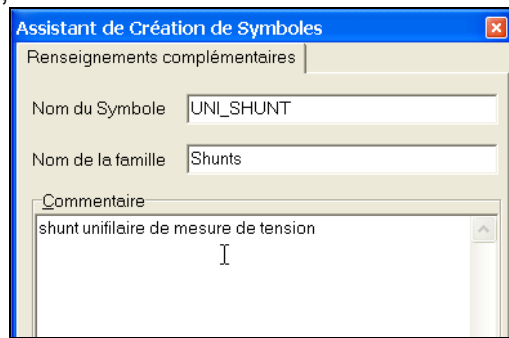 Assistant de Création de Symboles
Renseignements complémentaires
Nom du Symbole UNI_SHUNT
Nom de la famille Shunts
Commentaire
shunt unifilaire de mesure de tension